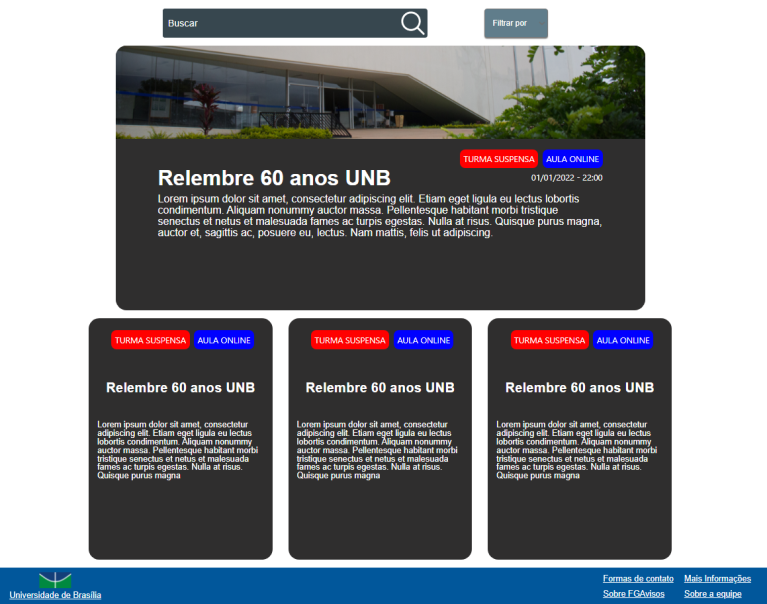 Buscar
Filtrar por
TURMA SUSPENSA AULA ONLINE
Relembre 60 anos UNB
01/01/2022 - 22:00
Lorem ipsum dolor sit amet, consectetur adipiscing elit. Etiam eget ligula eu lectus lobortis
condimentum. Aliquam nonummy auctor massa. Pellentesque habitant morbi tristique
senectus et netus et malesuada fames ac turpis egestas. Nulla at risus. Quisque purus magna,
auctor et, sagittis ac, posuere eu, lectus. Nam mattis, felis ut adipiscing.
TURMA SUSPENSA AULA ONLINE
Relembre 60 anos UNB
Lorem ipsum dolor sit amet, consectetur
adipiscing elit. Etiam eget ligula eu lectus
lobortis condimentum. Aliquam nonummy
auctor massa. Pellentesque habitant morbi
tristique senectus et netus et malesuada
fames ac turpis egestas. Nulla at risus.
Quisque purus magna
TURMA SUSPENSA AULA ONLINE
Relembre 60 anos UNB
Lorem ipsum dolor sit amet, consectetur
adipiscing elit. Etiam eget ligula eu lectus
lobortis condimentum. Aliquam nonummy
auctor massa. Pellentesque habitant morbi
tristique senectus et netus et malesuada
fames ac turpis egestas. Nulla at risus.
Quisque purus magna
TURMA SUSPENSA AULA ONLINE
Relembre 60 anos UNB
Lorem ipsum dolor sit amet, consectetur
adipiscing elit. Etiam eget ligula eu lectus
lobortis condimentum. Aliquam nonummy
auctor massa. Pellentesque habitant morbi
tristique senectus et netus et malesuada
fames ac turpis egestas. Nulla at risus.
Quisque purus magna
Universidade de Brasília
Formas de contato Mais Informações
Sobre FGAvisos Sobre a equipe